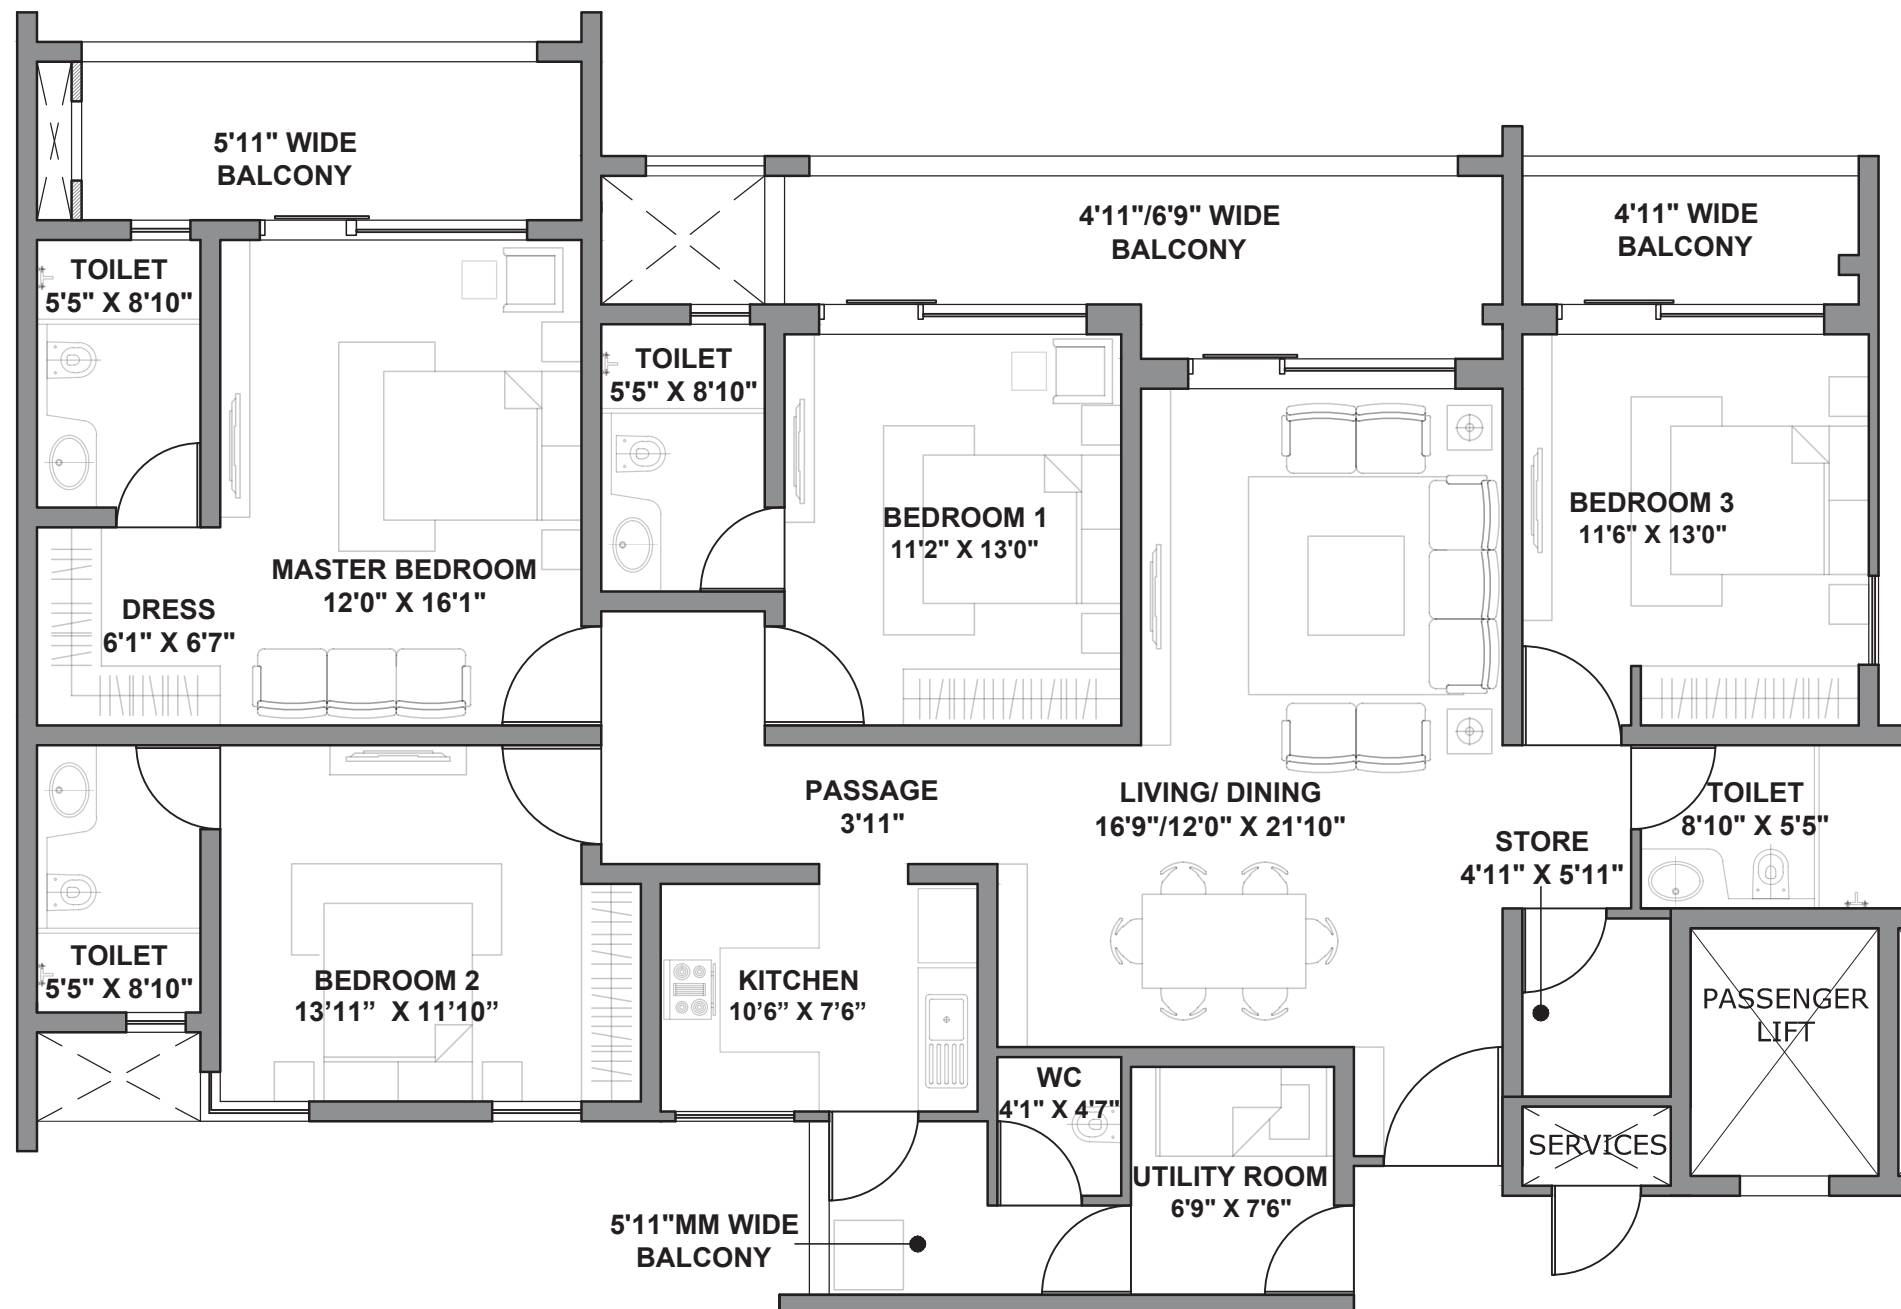 5'11" WIDE
BALCONY
4'11"/6'9" WIDE
BALCONY
4'11" WIDE
BALCONY
TOILET
5'5" X 8'10"
TOILET
5'5" X 8'10"
BEDROOM 1
11'2" X 13'0"
BEDROOM 3
11'6" X 13'0"
MASTER BEDROOM
12'0" X 16'1"
DRESS
6'1" X 6'7"
PASSAGE
3'11"
LIVING/ DINING
16'9"/12'0" X 21'10"
TOILET
8'10" X 5'5"
STORE
4'11" X 5'11"
TOILET
5'5" X 8'10"
BEDROOM 2
13’11” X 11’10”
KITCHEN
10’6” X 7’6”
PASSENGER
LIFT
WC
4'1" X 4'7"
SERVICES
UTILITY ROOM
6'9" X 7'6"
5'11"MM WIDE
BALCONY